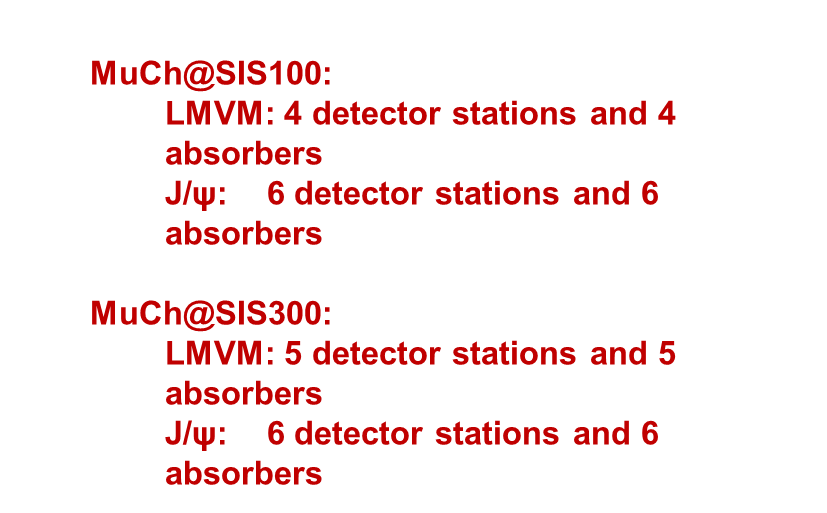 MuCh@SIS100:
LMVM: 4 detector stations and 4
absorbers
J/ψ: 6 detector stations and 6
absorbers
MuCh@SIS300:
LMVM: 5 detector stations and 5
absorbers
J/ψ: 6 detector stations and 6
absorbers